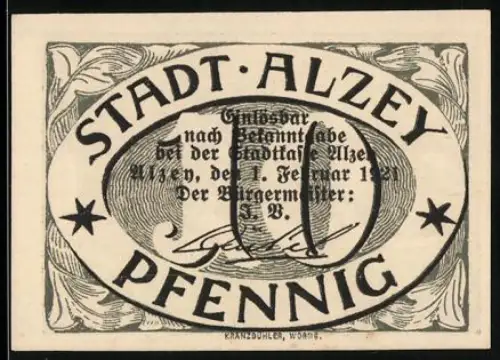 STADT · ALZEY
50
Einlösbar
nach Bekanntgabe
bei der Stadtkasse Alzey
Alzey, den 1. Februar 1921
Der Bürgermeister:
J. V.
PFENNIG
KRANZBÜHLER, WORMS.